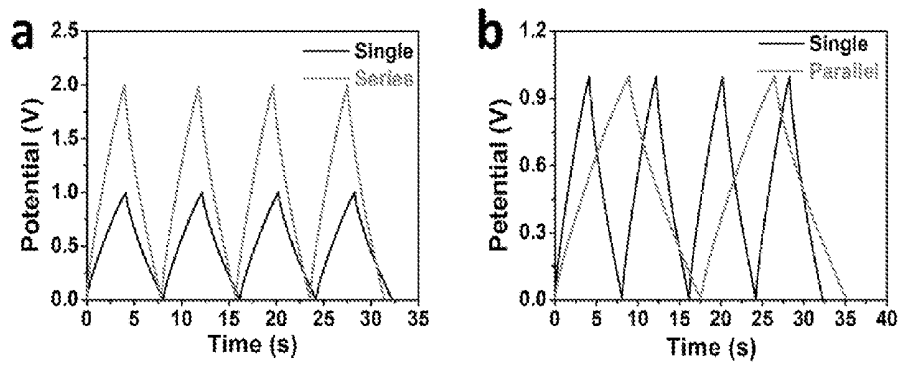 a
2.5
2.0
1.5
1.0
0.5
0.0
Potential (V)
Single
Series
0 5 10 15 20 25 30 35
Time (s)
b
1.2
0.9
0.6
0.3
0.0
Petential (V)
Single
Parallel
0 5 10 15 20 25 30 35 40
Time (s)